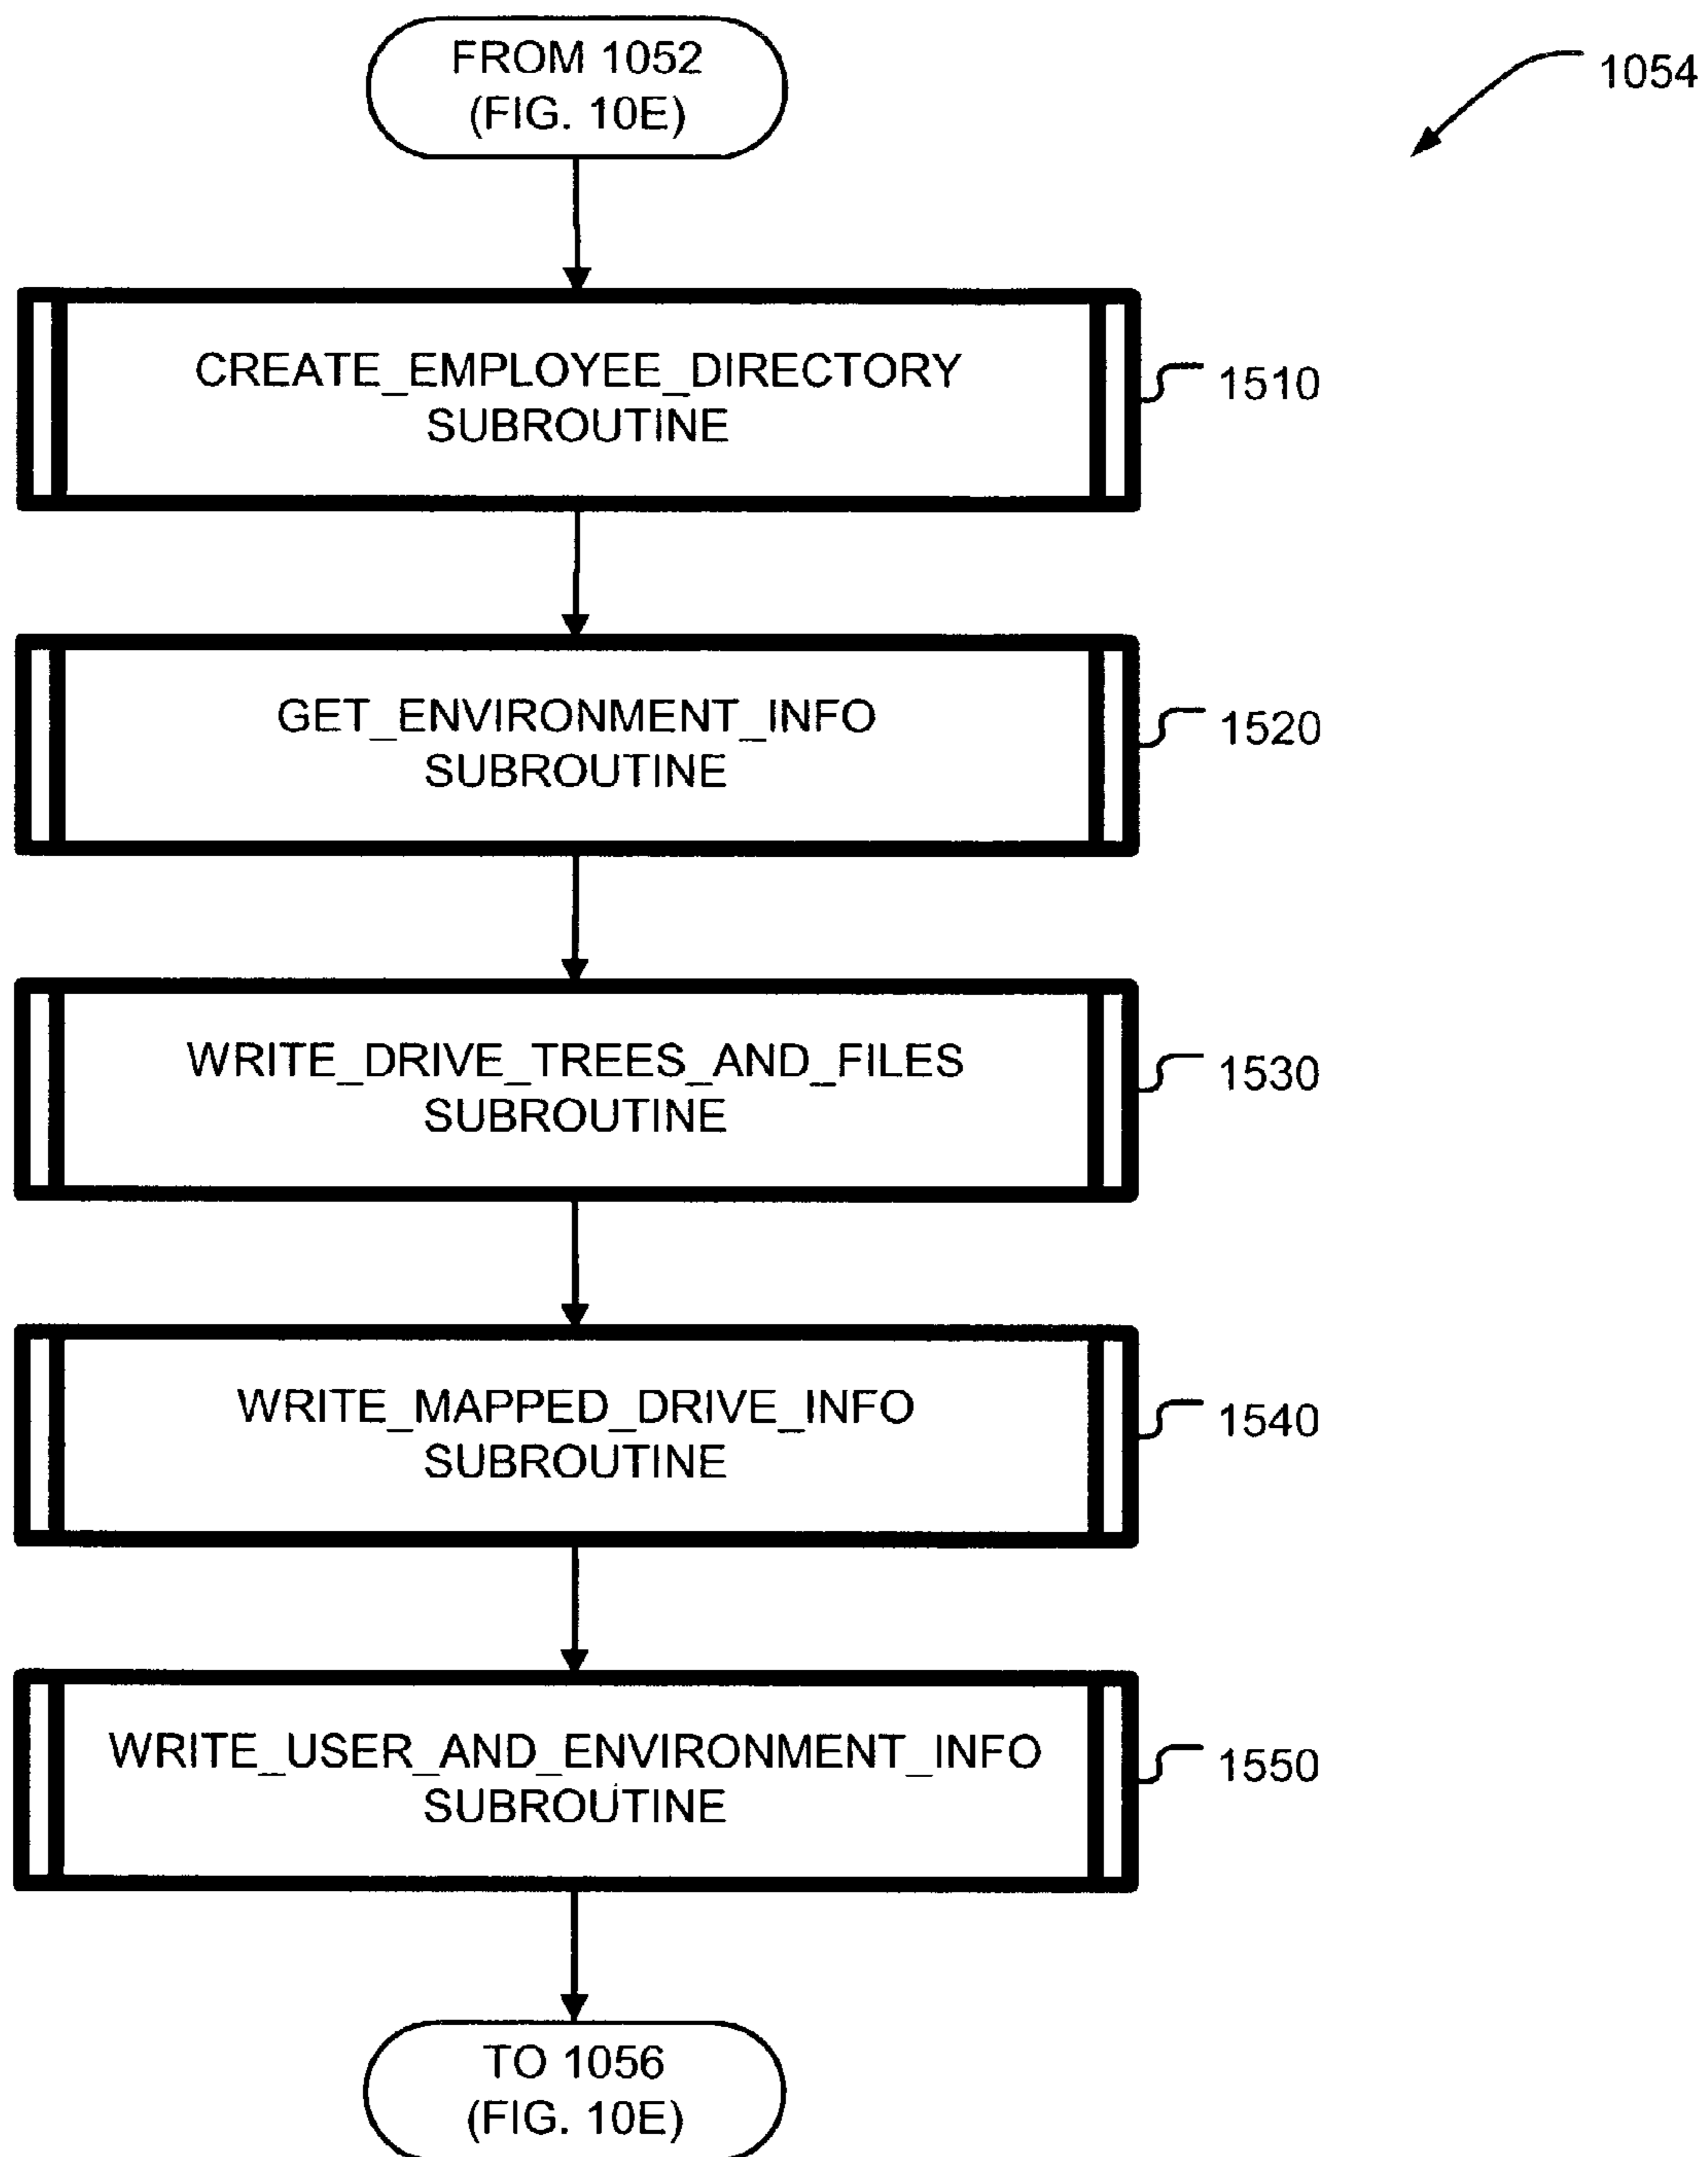 FROM 1052
(FIG. 10E)
1054
CREATE_EMPLOYEE_DIRECTORY
SUBROUTINE
1510
GET_ENVIRONMENT_INFO
SUBROUTINE
1520
WRITE_DRIVE_TREES_AND_FILES
SUBROUTINE
1530
WRITE_MAPPED_DRIVE_INFO
SUBROUTINE
1540
WRITE_USER_AND_ENVIRONMENT_INFO
SUBROUTINE
1550
TO 1056
(FIG. 10E)